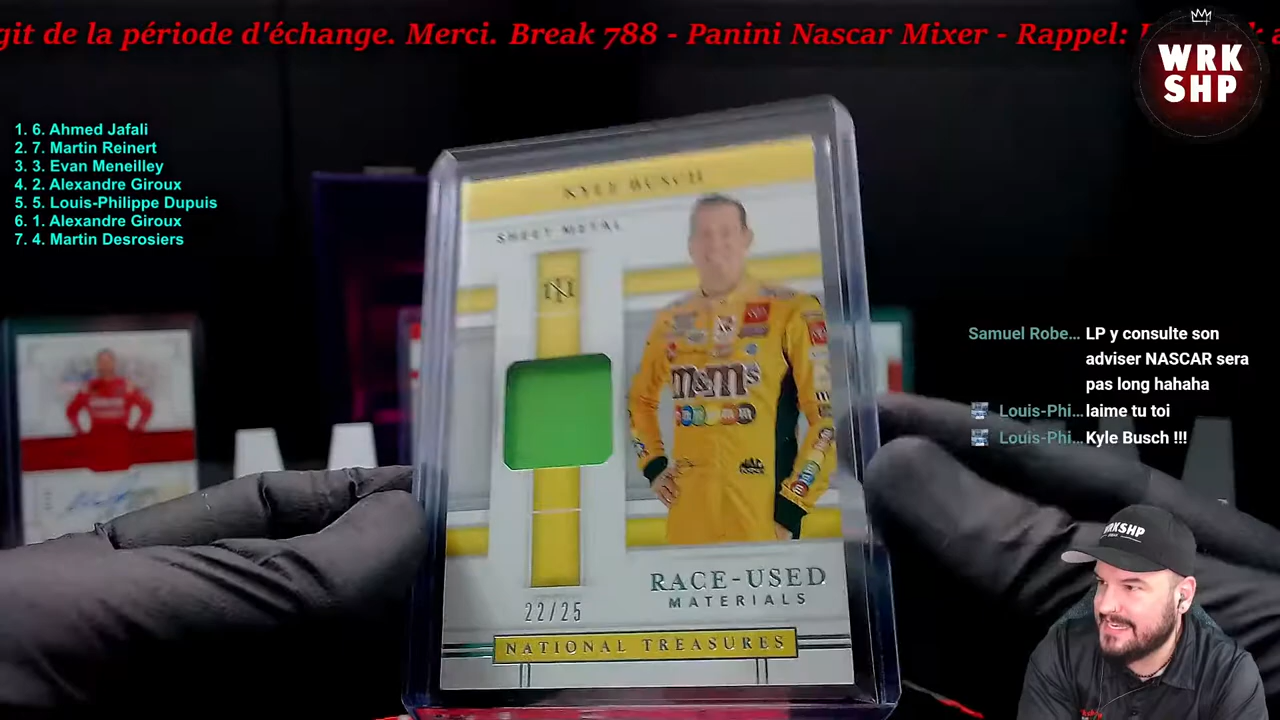 git de la période d'échange. Merci. Break 788 - Panini Nascar Mixer - Rappel:
WRK
SHP
1. 6. Ahmed Jafali
2. 7. Martin Reinert
3. 3. Evan Meneilley
4. 2. Alexandre Giroux
5. 5. Louis-Philippe Dupuis
6. 1. Alexandre Giroux
7. 4. Martin Desrosiers
KYLE BUSCH
SHEET METAL
m&m's
RACE-USED
MATERIALS
22/25
NATIONAL TREASURES
Samuel Robe... LP y consulte son
adviser NASCAR sera
pas long hahaha
Louis-Phi... Iaime tu toi
Louis-Phi... Kyle Busch !!!
WRKSHP